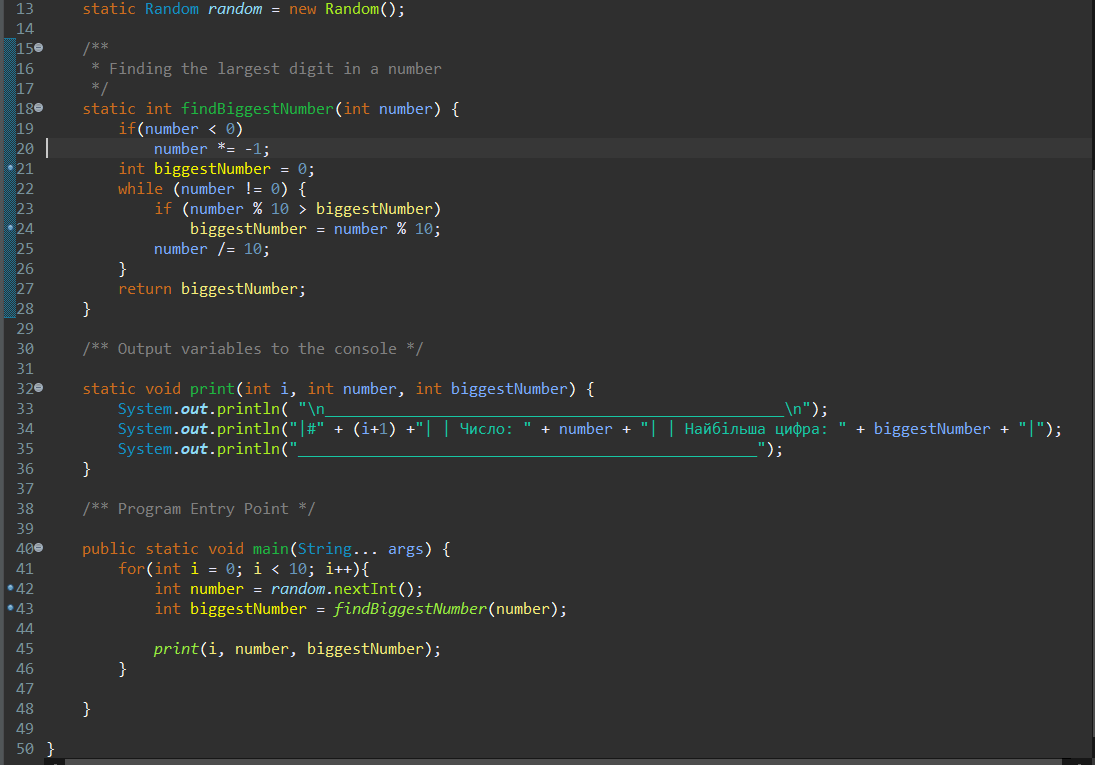 13 static Random random = new Random();
14
15 /**
16 * Finding the largest digit in a number
17 */
18 static int findBiggestNumber(int number) {
19 if(number < 0)
20 number *= -1;
21 int biggestNumber = 0;
22 while (number != 0) {
23 if (number % 10 > biggestNumber)
24 biggestNumber = number % 10;
25 number /= 10;
26 }
27 return biggestNumber;
28 }
29
30 /** Output variables to the console */
31
32 static void print(int i, int number, int biggestNumber) {
33 System.out.println( "\n___________________________________________________\n");
34 System.out.println("|#" + (i+1) +"| | Число: " + number + "| | Найбільша цифра: " + biggestNumber + "|");
35 System.out.println("___________________________________________________");
36 }
37
38 /** Program Entry Point */
39
40 public static void main(String... args) {
41 for(int i = 0; i < 10; i++){
42 int number = random.nextInt();
43 int biggestNumber = findBiggestNumber(number);
44
45 print(i, number, biggestNumber);
46 }
47
48 }
49
50 }